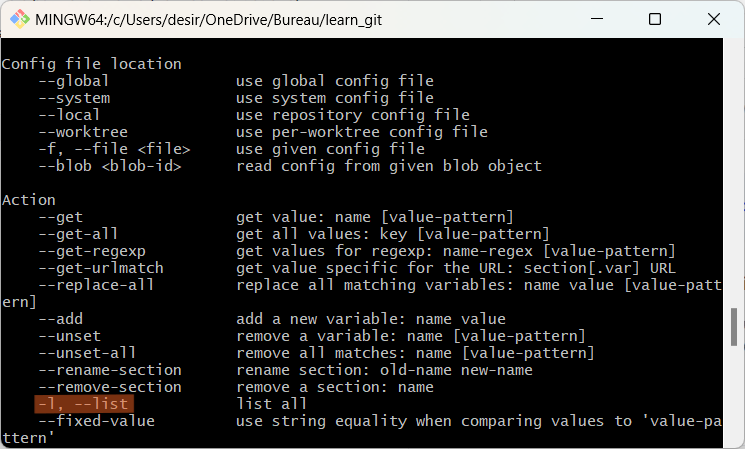 MINGW64:/c/Users/desir/OneDrive/Bureau/learn_git
Config file location
    --global              use global config file
    --system              use system config file
    --local               use repository config file
    --worktree            use per-worktree config file
    -f, --file <file>     use given config file
    --blob <blob-id>      read config from given blob object
Action
    --get                 get value: name [value-pattern]
    --get-all             get all values: key [value-pattern]
    --get-regexp          get values for regexp: name-regex [value-pattern]
    --get-urlmatch        get value specific for the URL: section[.var] URL
    --replace-all         replace all matching variables: name value [value-patt
ern]
    --add                 add a new variable: name value
    --unset               remove a variable: name [value-pattern]
    --unset-all           remove all matches: name [value-pattern]
    --rename-section      rename section: old-name new-name
    --remove-section      remove a section: name
    -l, --list            list all
    --fixed-value         use string equality when comparing values to 'value-pa
ttern'